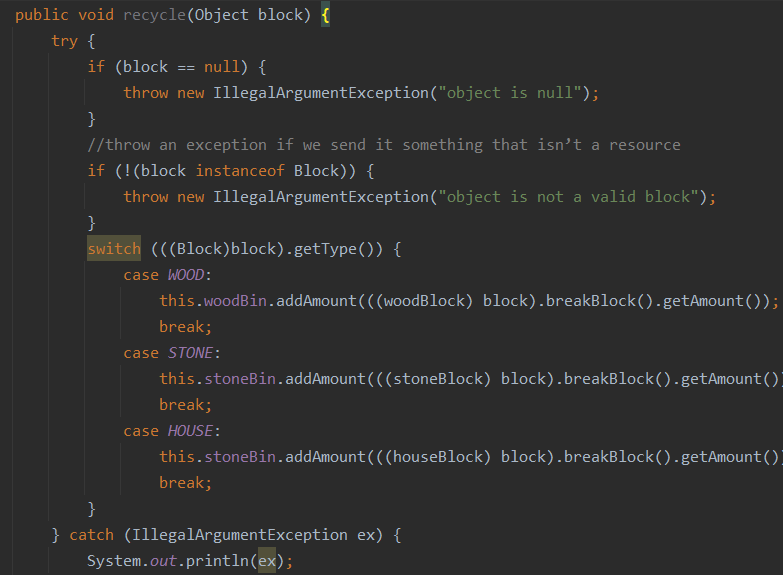 public void recycle(Object block) {
try {
if (block == null) {
throw new IllegalArgumentException("object is null");
}
//throw an exception if we send it something that isn’t a resource
if (!(block instanceof Block)) {
throw new IllegalArgumentException("object is not a valid block");
}
switch (((Block)block).getType()) {
case WOOD:
this.woodBin.addAmount(((woodBlock) block).breakBlock().getAmount());
break;
case STONE:
this.stoneBin.addAmount(((stoneBlock) block).breakBlock().getAmount())
break;
case HOUSE:
this.stoneBin.addAmount(((houseBlock) block).breakBlock().getAmount())
break;
}
} catch (IllegalArgumentException ex) {
System.out.println(ex);